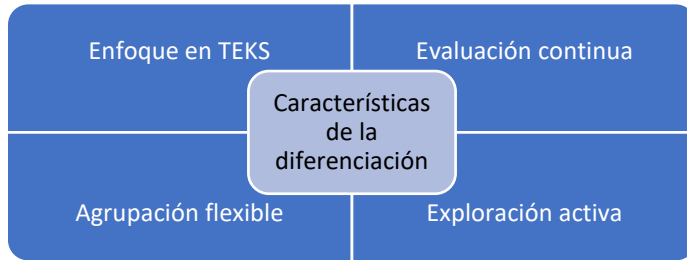 Enfoque en TEKS
Evaluación continua
Características
de la
diferenciación
Agrupación flexible
Exploración activa